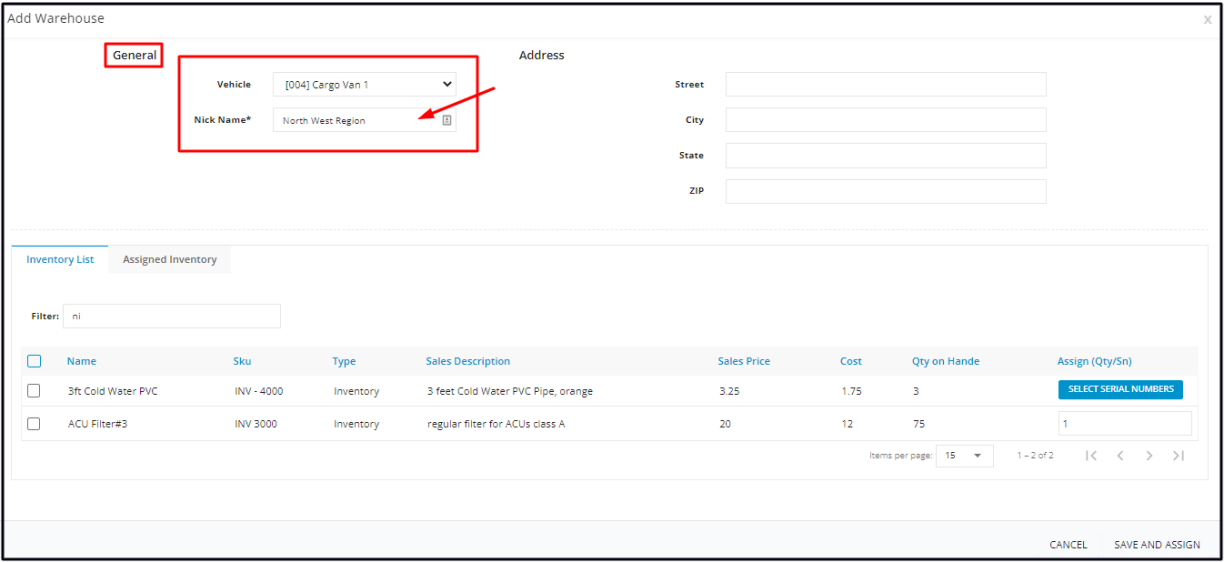 Add Warehouse x
General
Address
Vehicle [004] Cargo Van 1
Nick Name* North West Region
Street
City
State
ZIP
Inventory List Assigned Inventory
Filter: ni
Name Sku Type Sales Description Sales Price Cost Qty on Hande Assign (Qty/Sn)
3ft Cold Water PVC INV - 4000 Inventory 3 feet Cold Water PVC Pipe, orange 3.25 1.75 3 SELECT SERIAL NUMBERS
ACU Filter#3 INV 3000 Inventory regular filter for ACUs class A 20 12 75 1
Items per page: 15 1 – 2 of 2
CANCEL SAVE AND ASSIGN